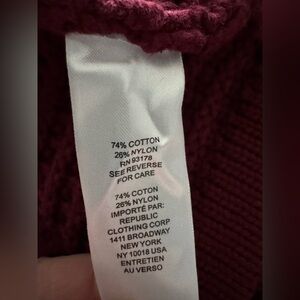 74% COTTON
26% NYLON
RN 93178
SEE REVERSE
FOR CARE
74% COTON
26% NYLON
IMPORTÉ PAR:
REPUBLIC
CLOTHING CORP
1411 BROADWAY
NEW YORK
NY 10018 USA
ENTRETIEN
AU VERSO